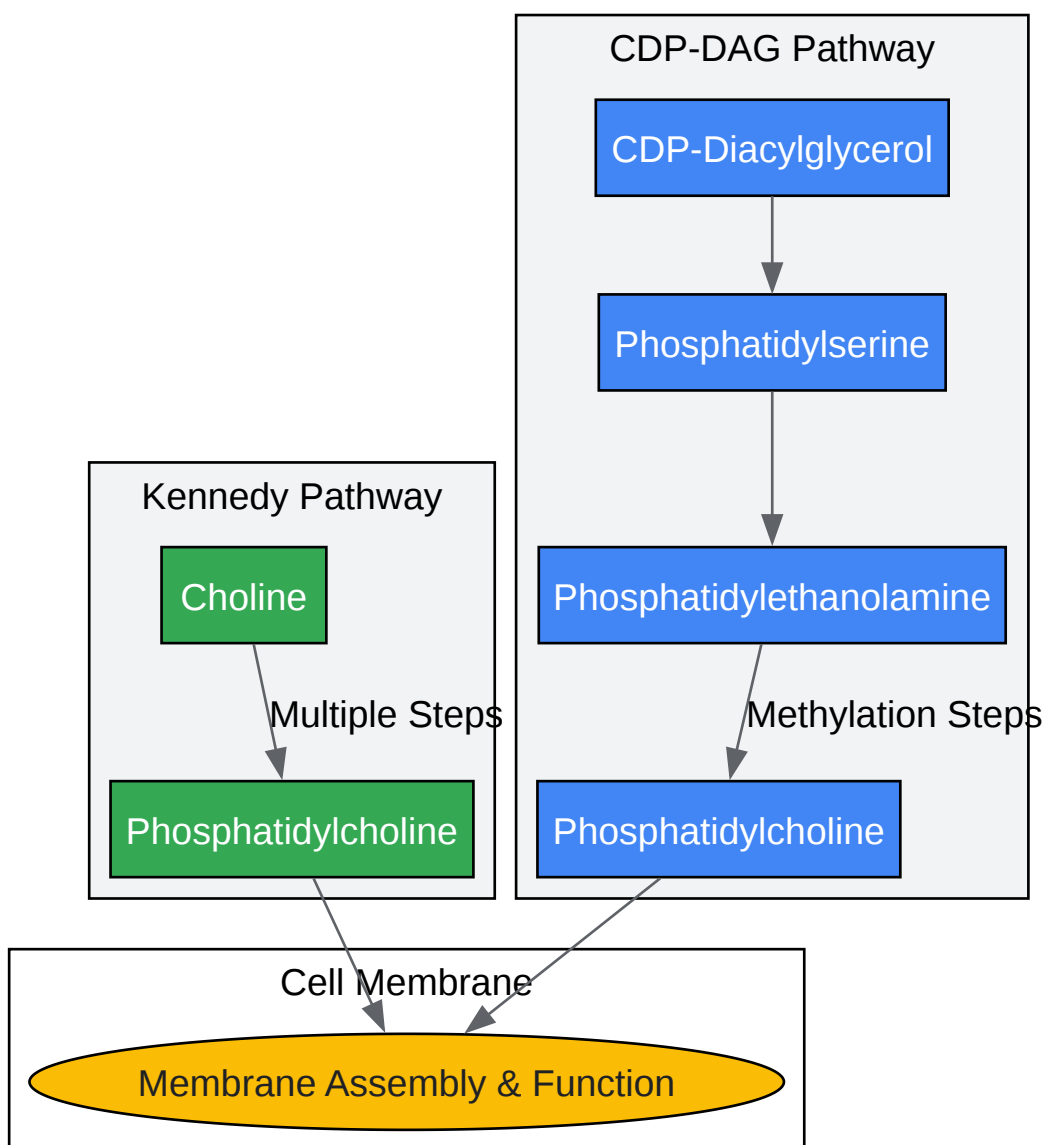 CDP-DAG Pathway
CDP-Diacylglycerol
Phosphatidylserine
Kennedy Pathway
Choline
Phosphatidylethanolamine
Multiple Steps
Methylation Steps
Phosphatidylcholine
Phosphatidylcholine
Cell Membrane
Membrane Assembly & Function